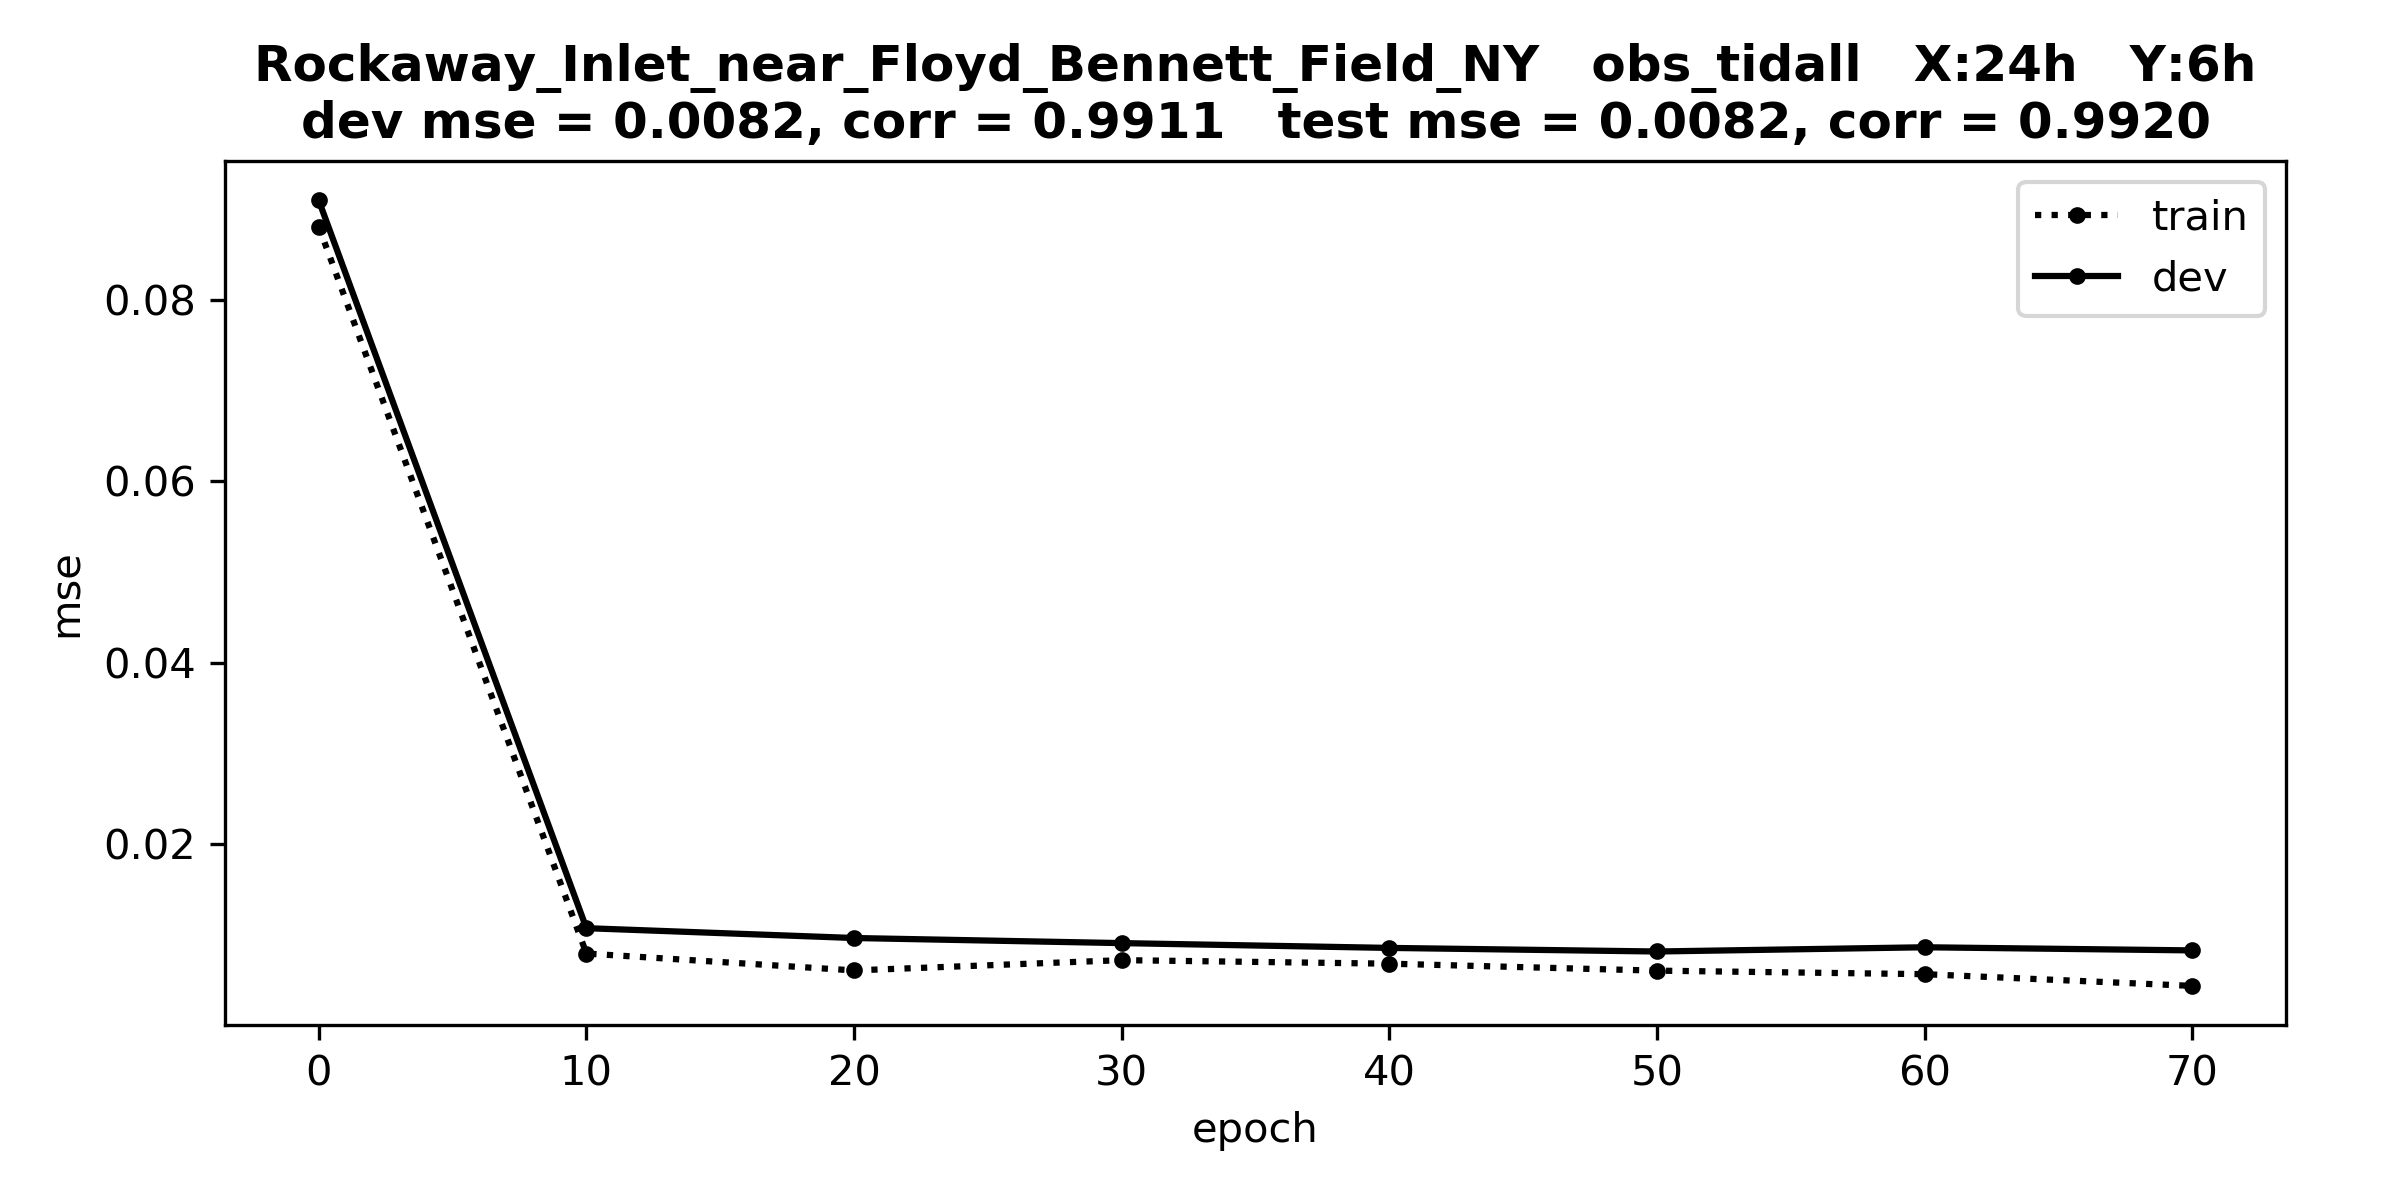 Rockaway_Inlet_near_Floyd_Bennett_Field_NY obs_tidall X:24h Y:6h
dev mse = 0.0082, corr = 0.9911 test mse = 0.0082, corr = 0.9920
train
dev
0.08
0.06
0.04
0.02
mse
0 10 20 30 40 50 60 70
epoch